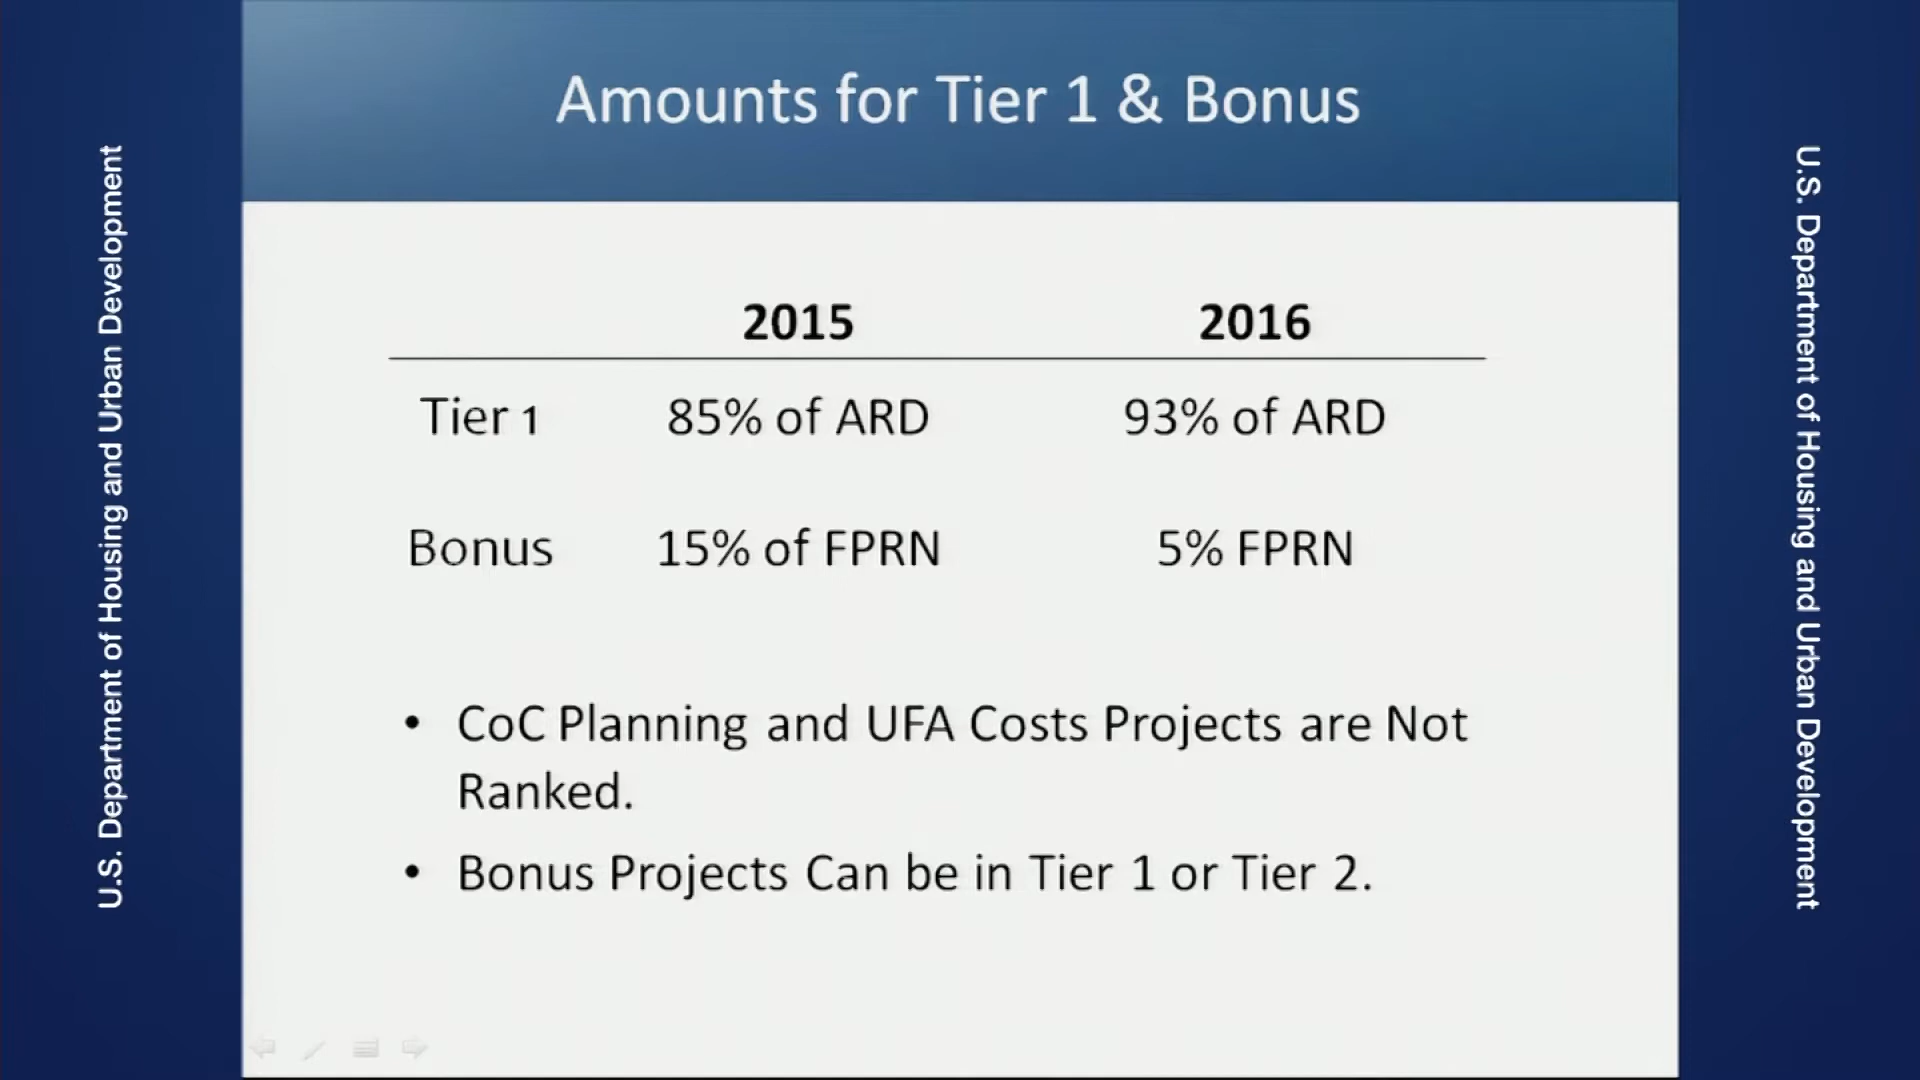 Amounts for Tier 1 & Bonus
U.S. Department of Housing and Urban Development
2015 2016
Tier 1 85% of ARD 93% of ARD
Bonus 15% of FPRN 5% FPRN
• CoC Planning and UFA Costs Projects are Not
Ranked.
• Bonus Projects Can be in Tier 1 or Tier 2.
U.S. Department of Housing and Urban Development